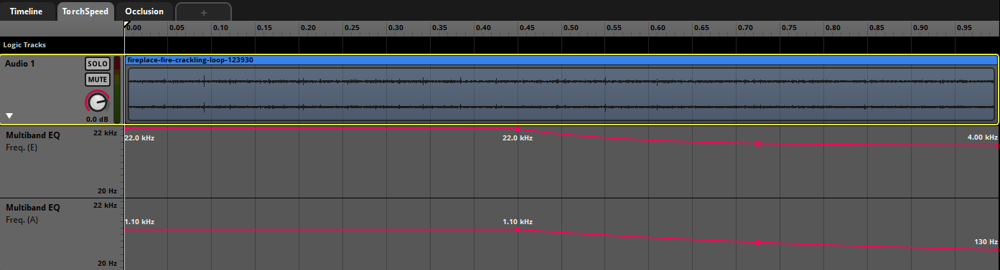 Timeline TorchSpeed Occlusion +
0.00 0.05 0.10 0.15 0.20 0.25 0.30 0.35 0.40 0.45 0.50 0.55 0.60 0.65 0.70 0.75 0.80 0.85 0.90 0.95
Logic Tracks
Audio 1 SOLO fireplace-fire-crackling-loop-123930
MUTE
0.0 dB
Multiband EQ 22 kHz
Freq. (E) 22.0 kHz 22.0 kHz 4.00 kHz
20 Hz
Multiband EQ 22 kHz
Freq. (A) 1.10 kHz 1.10 kHz
130 Hz
20 Hz